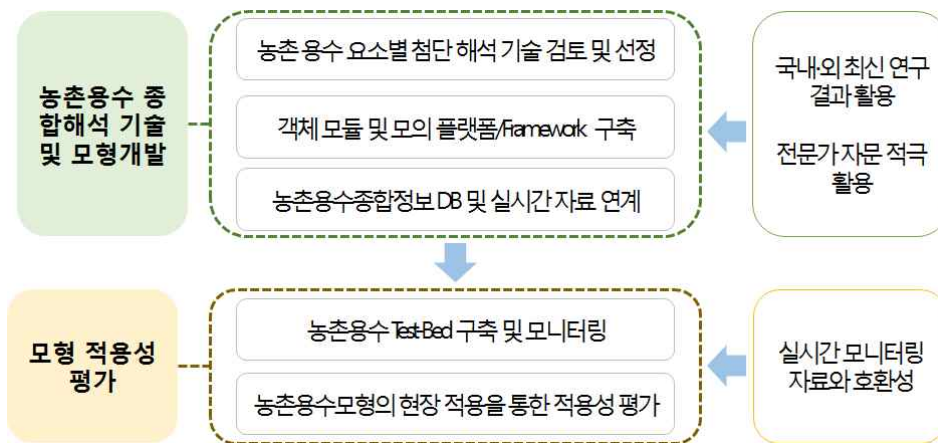 농촌용수 종
합해석 기술
및 모형개발
농촌 용수 요소별 첨단 해석 기술 검토 및 선정
객체 모듈 및 모의 플랫폼/Framework 구축
농촌용수종합정보 DB 및 실시간 자료 연계
국내·외 최신 연구
결과 활용
전문가 자문 적극
활용
모형 적용성
평가
농촌용수 Test-Bed 구축 및 모니터링
농촌용수모형의 현장 적용을 통한 적용성 평가
실시간 모니터링
자료와 호환성